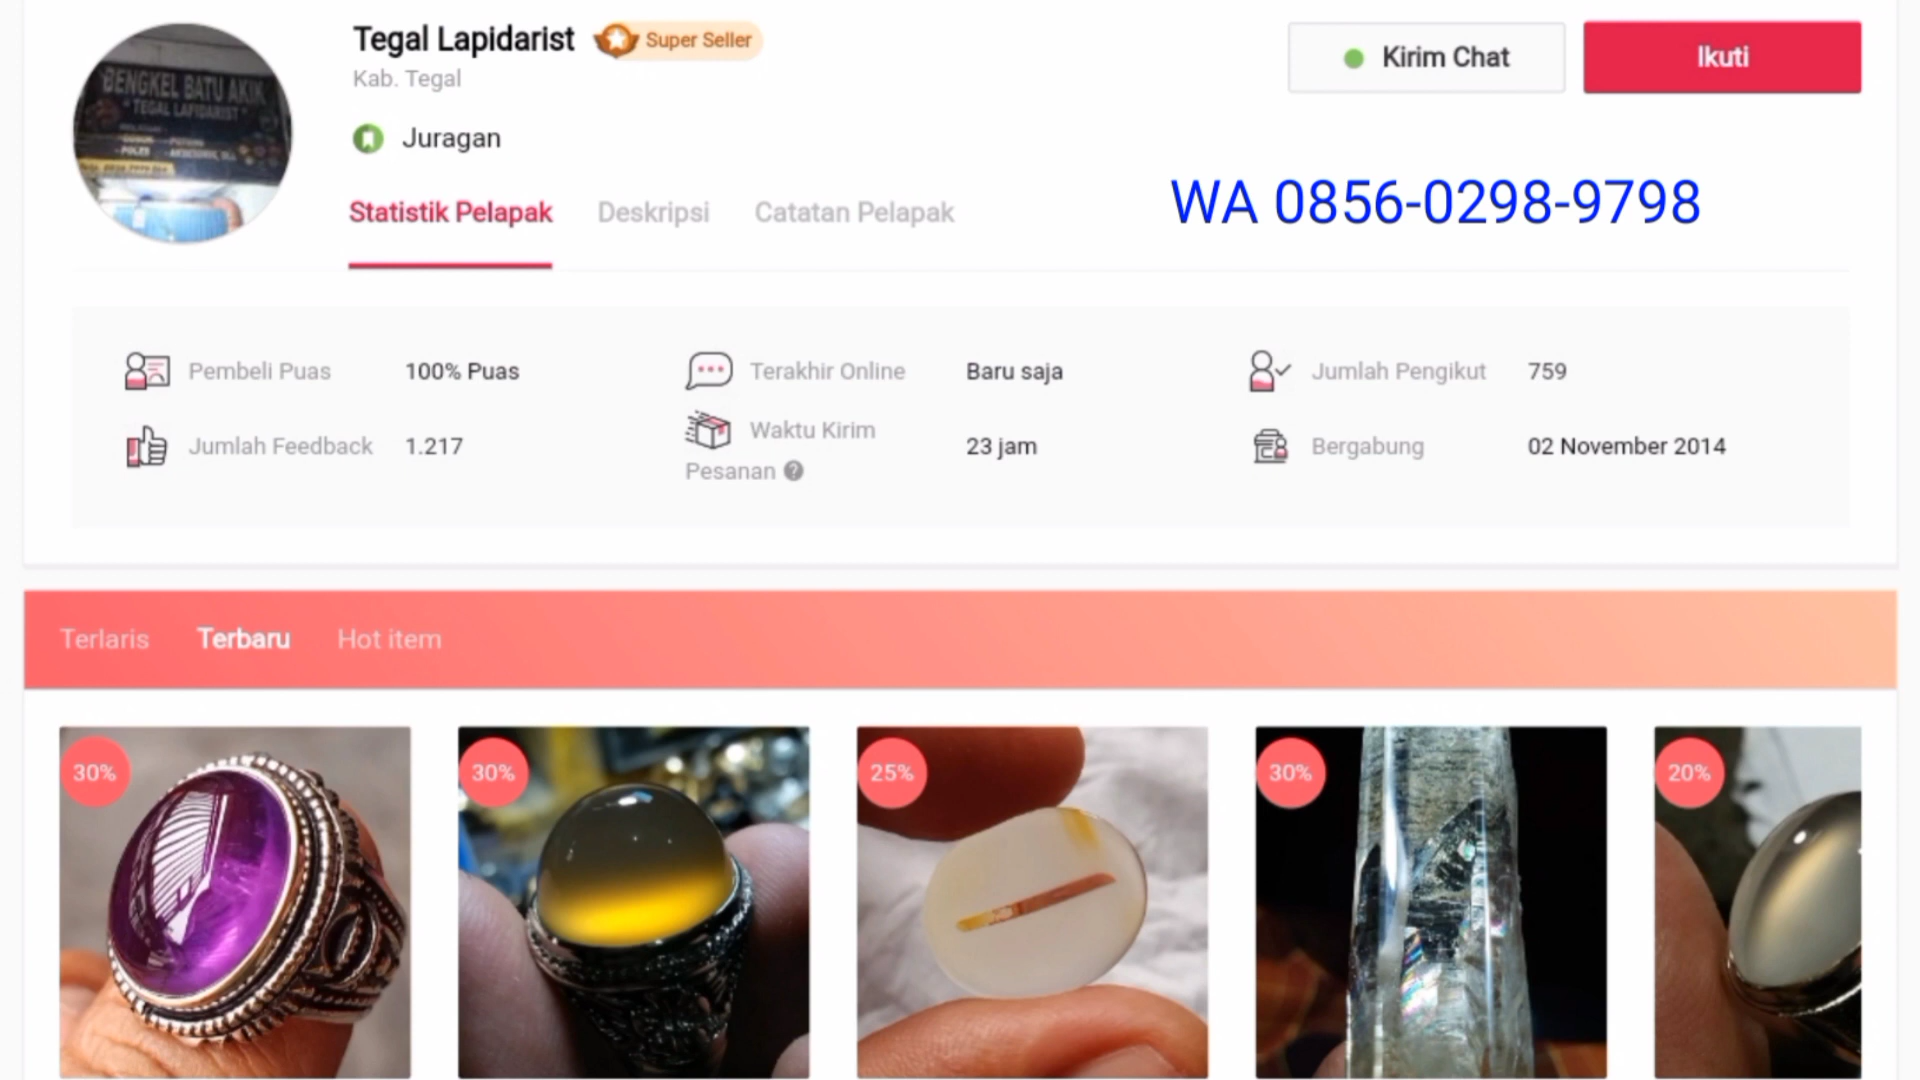 Tegal Lapidarist
Super Seller
Kab. Tegal
Juragan
Kirim Chat
Ikuti
BENGKEL BATU AKIK
"TEGAL LAFIDARIST"
-POLES
Statistik Pelapak
Deskripsi
Catatan Pelapak
WA 0856-0298-9798
Pembeli Puas
100% Puas
Terakhir Online
Baru saja
Jumlah Pengikut
759
Jumlah Feedback
1.217
Waktu Kirim
Pesanan ?
23 jam
Bergabung
02 November 2014
Terlaris
Terbaru
Hot item
30%
30%
25%
30%
20%